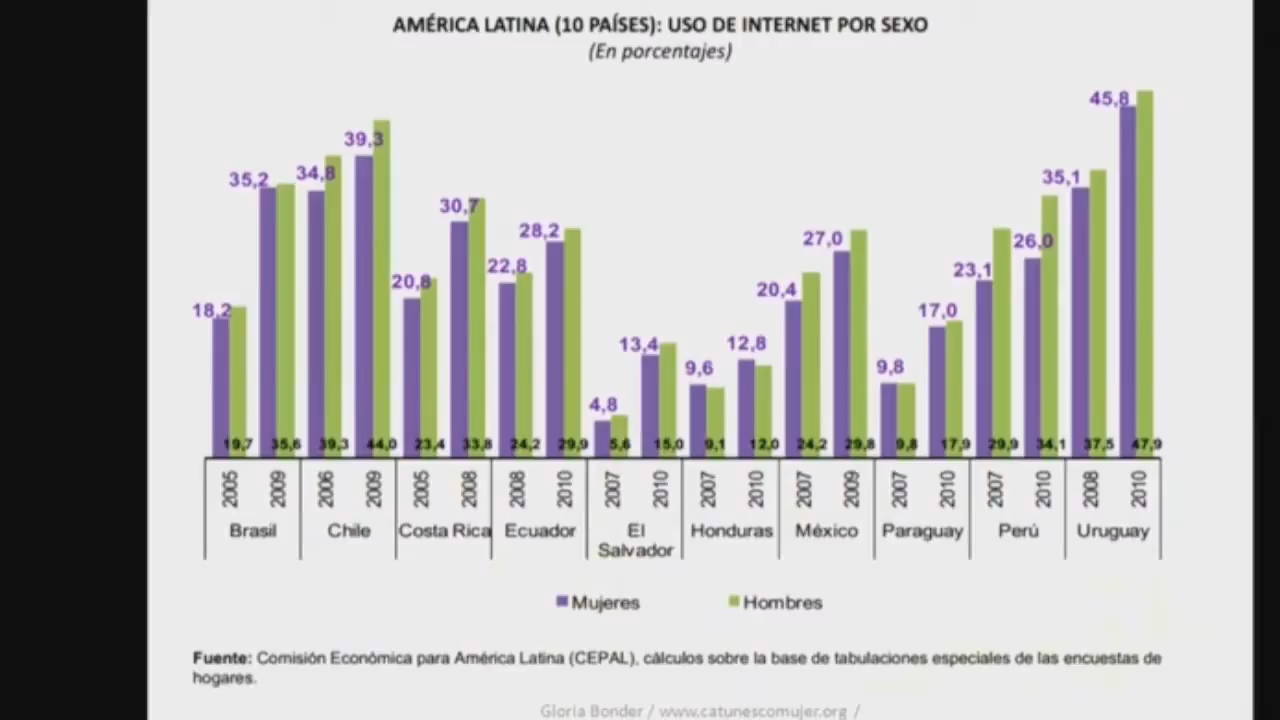 AMÉRICA LATINA (10 PAÍSES): USO DE INTERNET POR SEXO
(En porcentajes)
18,2 35,2 34,8 39,3 20,8 30,7 22,8 28,2 4,8 13,4 9,6 12,8 20,4 27,0 9,8 17,0 23,1 26,0 35,1 45,8
19,7 35,6 39,3 44,0 23,4 33,8 24,2 29,9 5,6 15,0 9,1 12,0 24,2 29,8 9,8 17,9 29,9 34,1 37,5 47,9
2005 2009 2006 2009 2005 2008 2008 2010 2007 2010 2007 2010 2007 2009 2007 2010 2007 2010 2008 2010
Brasil Chile Costa Rica Ecuador El Honduras México Paraguay Perú Uruguay
Salvador
Mujeres Hombres
Fuente: Comisión Económica para América Latina (CEPAL), cálculos sobre la base de tabulaciones especiales de las encuestas de
hogares.
Gloria Bonder / www.catunescomujer.org /